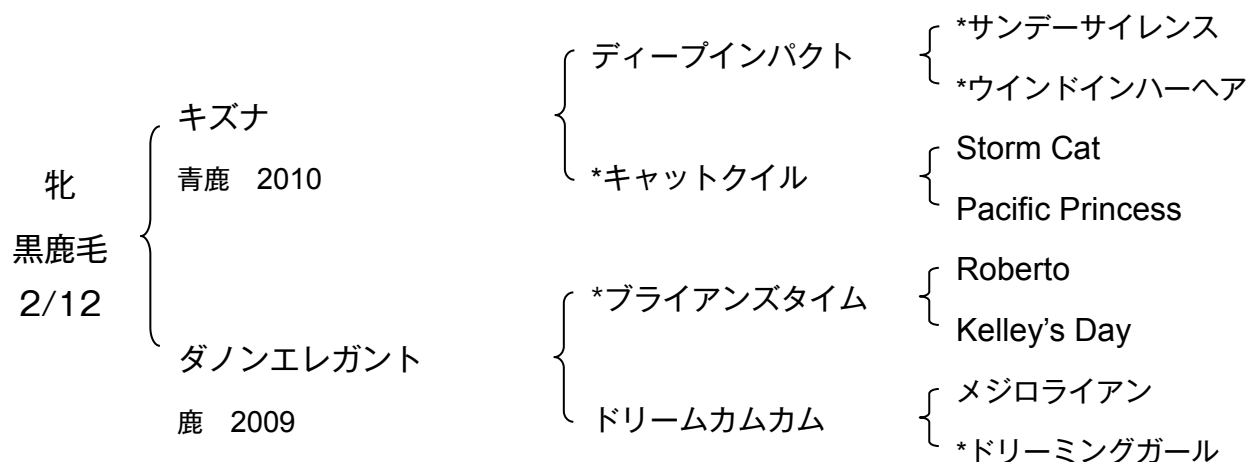 牝
黒鹿毛
2/12
キズナ
青鹿　2010
ダノンエレガント
鹿　2009
ディープインパクト
*キャットクイル
*ブライアンズタイム
ドリームカムカム
*サンデーサイレンス
*ウインドインハーヘア
Storm Cat
Pacific Princess
Roberto
Kelley's Day
メジロライアン
*ドリーミングガール